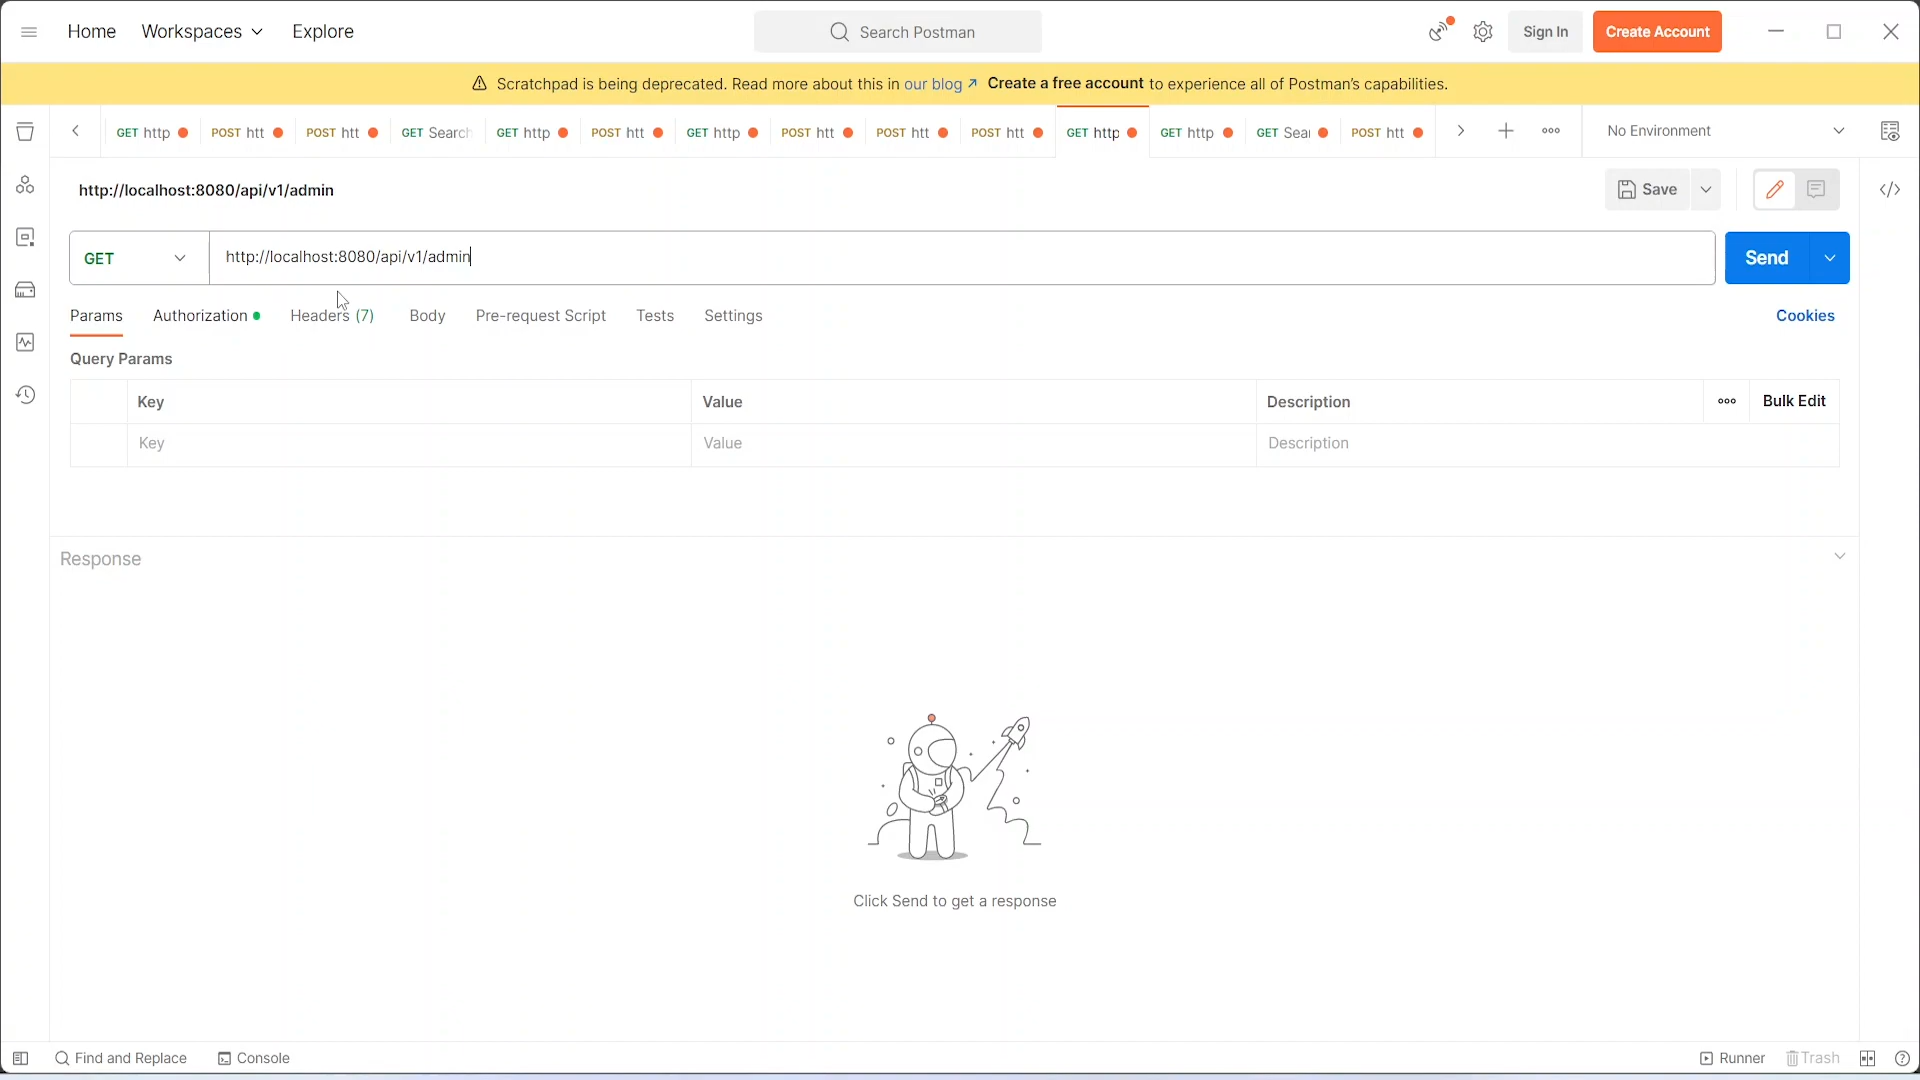 Home Workspaces Explore Search Postman Sign In Create Account
Scratchpad is being deprecated. Read more about this in our blog ↗ Create a free account to experience all of Postman's capabilities.
GET http POST htt POST htt GET Search GET http POST htt GET http POST htt POST htt POST htt GET http GET http GET Sear POST htt No Environment
http://localhost:8080/api/v1/admin Save
GET http://localhost:8080/api/v1/admin Send
Params Authorization Headers (7) Body Pre-request Script Tests Settings Cookies
Query Params
Key Value Description Bulk Edit
Key Value Description
Response
Click Send to get a response
Find and Replace Console Runner Trash